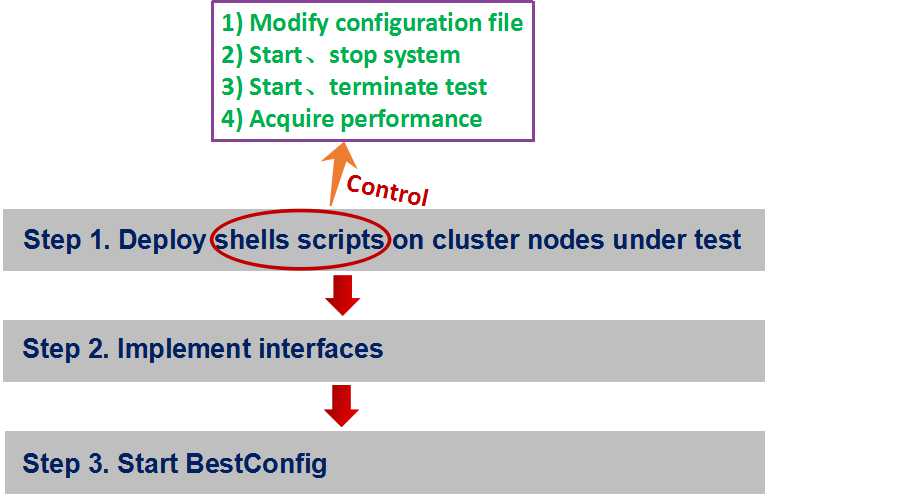 1) Modify configuration file
2) Start、stop system
3) Start、terminate test
4) Acquire performance
Control
Step 1. Deploy shells scripts on cluster nodes under test
Step 2. Implement interfaces
Step 3. Start BestConfig